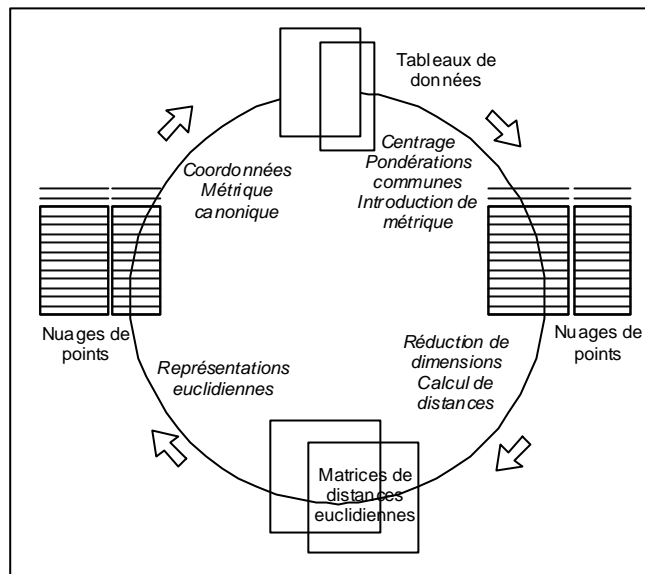 Tableaux de
données
Centrage
Pondérations
communes
Introduction de
métrique
Coordonnées
Métrique
canonique
Nuages de
points
Nuages de
points
Représentations
euclidiennes
Réduction de
dimensions
Calcul de
distances
Matrices de
distances
euclidiennes